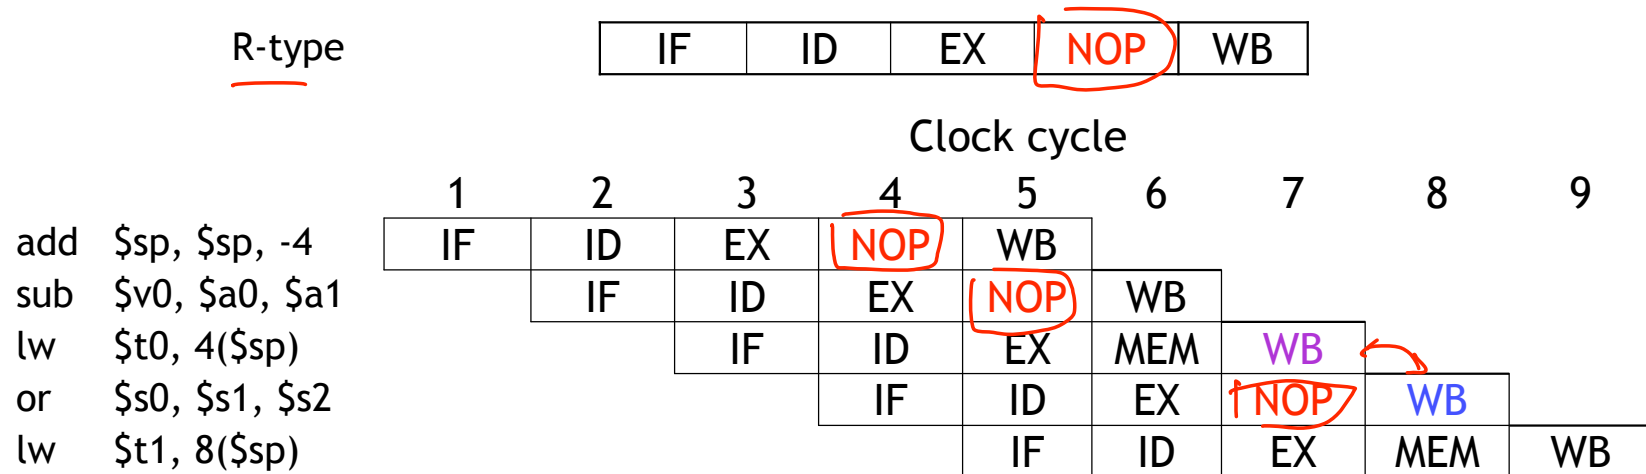 R-type IF ID EX NOP WB
Clock cycle
1 2 3 4 5 6 7 8 9
add $sp, $sp, -4 IF ID EX NOP WB
sub $v0, $a0, $a1 IF ID EX NOP WB
lw $t0, 4($sp) IF ID EX MEM WB
or $s0, $s1, $s2 IF ID EX NOP WB
lw $t1, 8($sp) IF ID EX MEM WB